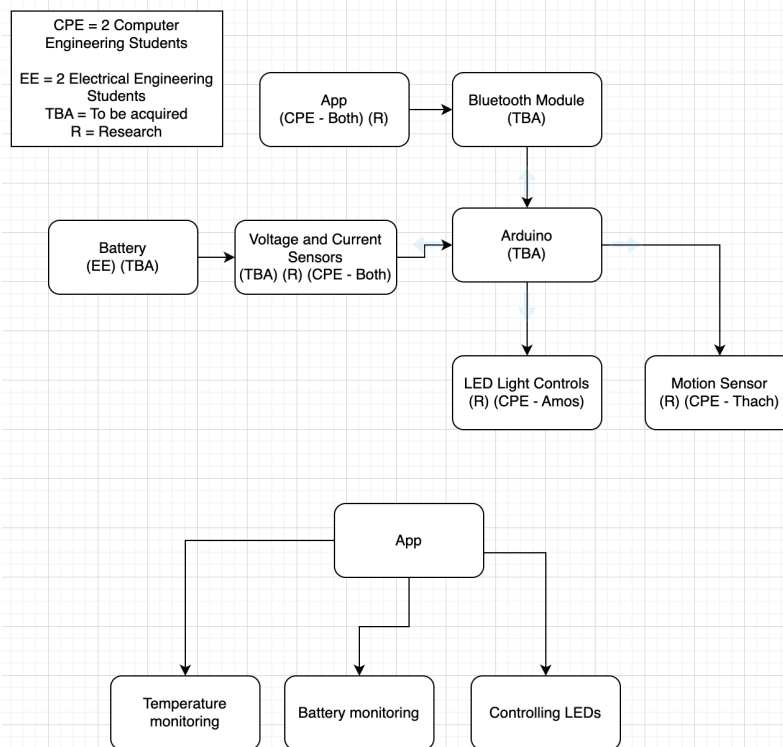 CPE = 2 Computer
Engineering Students
EE = 2 Electrical Engineering
Students
TBA = To be acquired
R = Research
App
(CPE - Both) (R)
Bluetooth Module
(TBA)
Battery
(EE) (TBA)
Voltage and Current
Sensors
(TBA) (R) (CPE - Both)
Arduino
(TBA)
LED Light Controls
(R) (CPE - Amos)
Motion Sensor
(R) (CPE - Thach)
App
Temperature
monitoring
Battery monitoring
Controlling LEDs